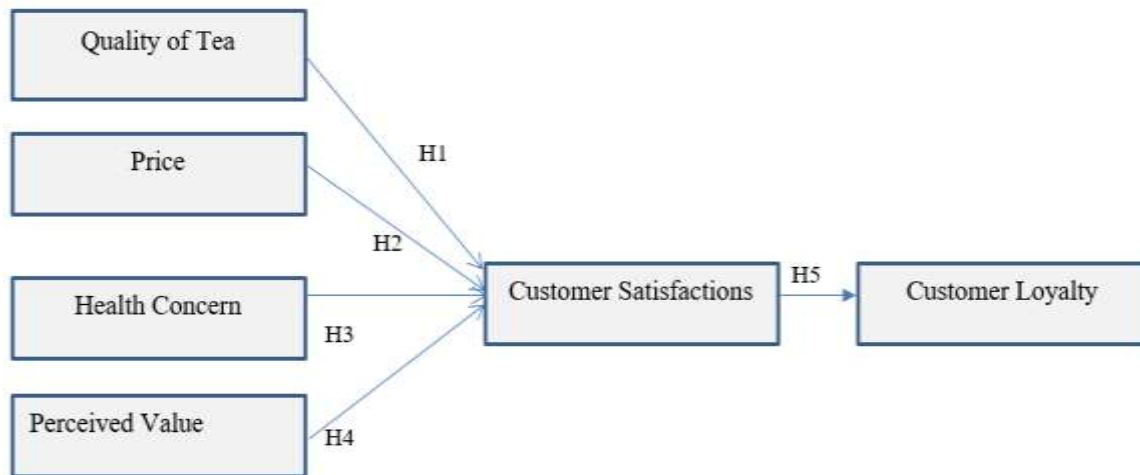 Quality of Tea
H1
Price
H2
Health Concern
H3
Customer Satisfactions
H5
Customer Loyalty
Perceived Value
H4